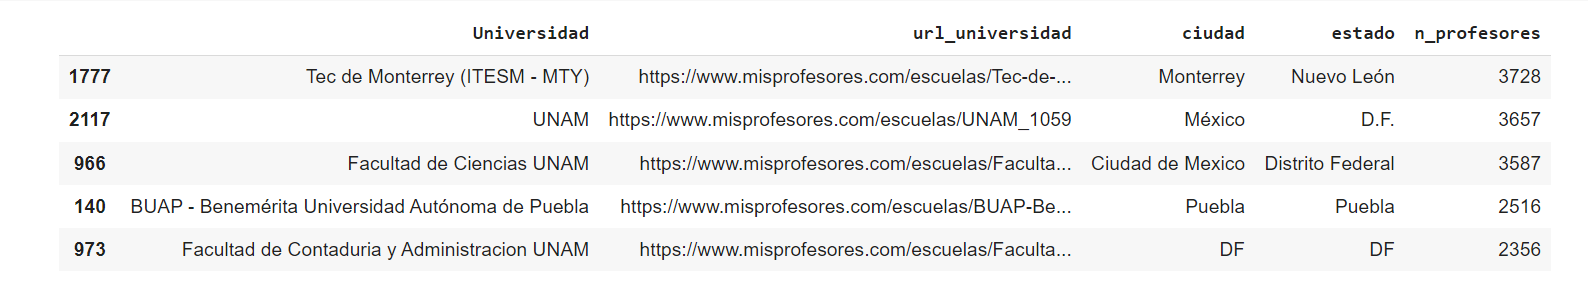 Universidad url_universidad ciudad estado n_profesores
1777 Tec de Monterrey (ITESM - MTY) https://www.misprofesores.com/escuelas/Tec-de-... Monterrey Nuevo León 3728
2117 UNAM https://www.misprofesores.com/escuelas/UNAM_1059 México D.F. 3657
966 Facultad de Ciencias UNAM https://www.misprofesores.com/escuelas/Faculta... Ciudad de Mexico Distrito Federal 3587
140 BUAP - Benemérita Universidad Autónoma de Puebla https://www.misprofesores.com/escuelas/BUAP-Be... Puebla Puebla 2516
973 Facultad de Contaduria y Administracion UNAM https://www.misprofesores.com/escuelas/Faculta... DF DF 2356